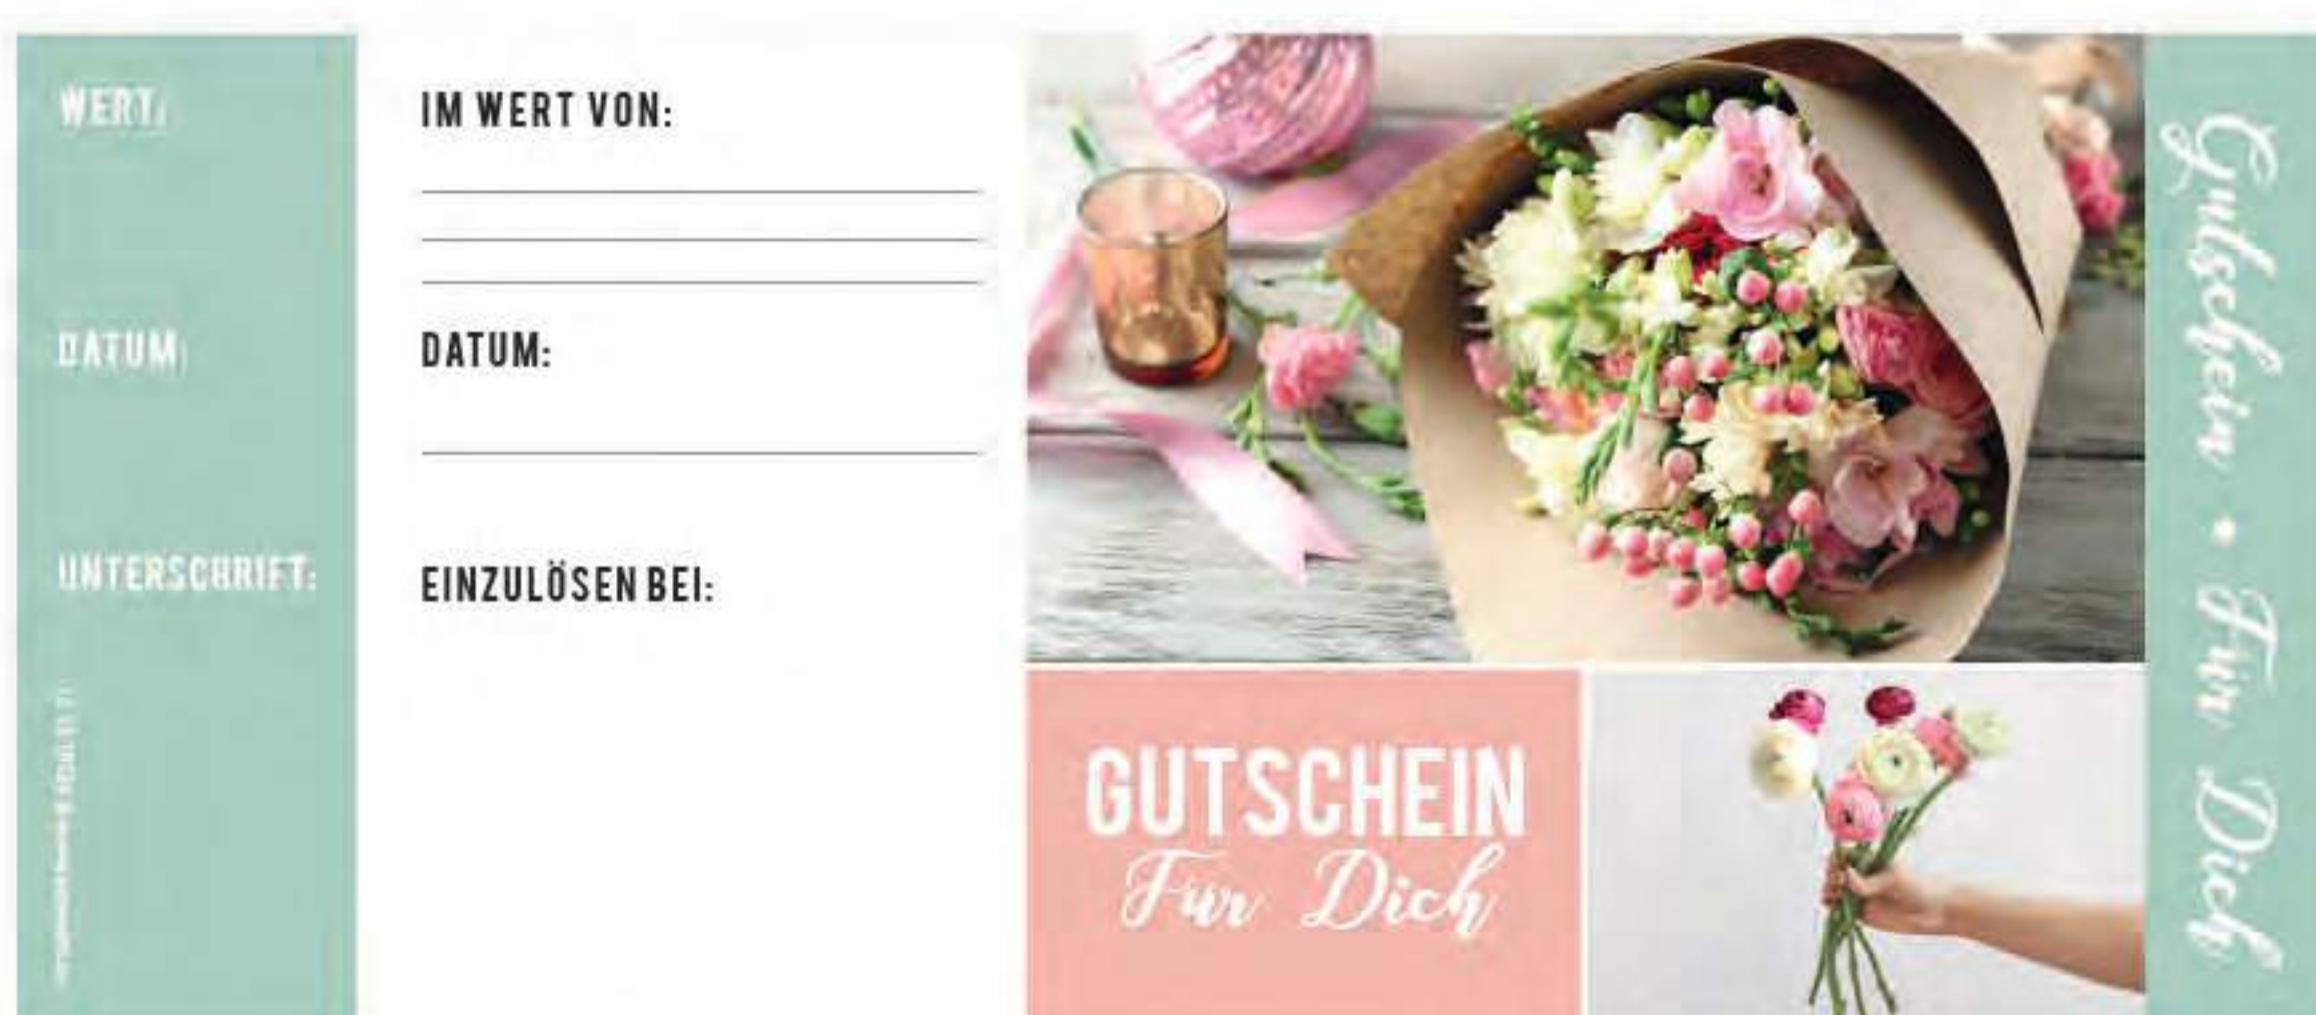 WERT:
DATUM:
UNTERSCHRIFT:
IM WERT VON:
DATUM:
EINZULÖSEN BEI:
GUTSCHEIN
Für Dich
Gutschein • Für Dich